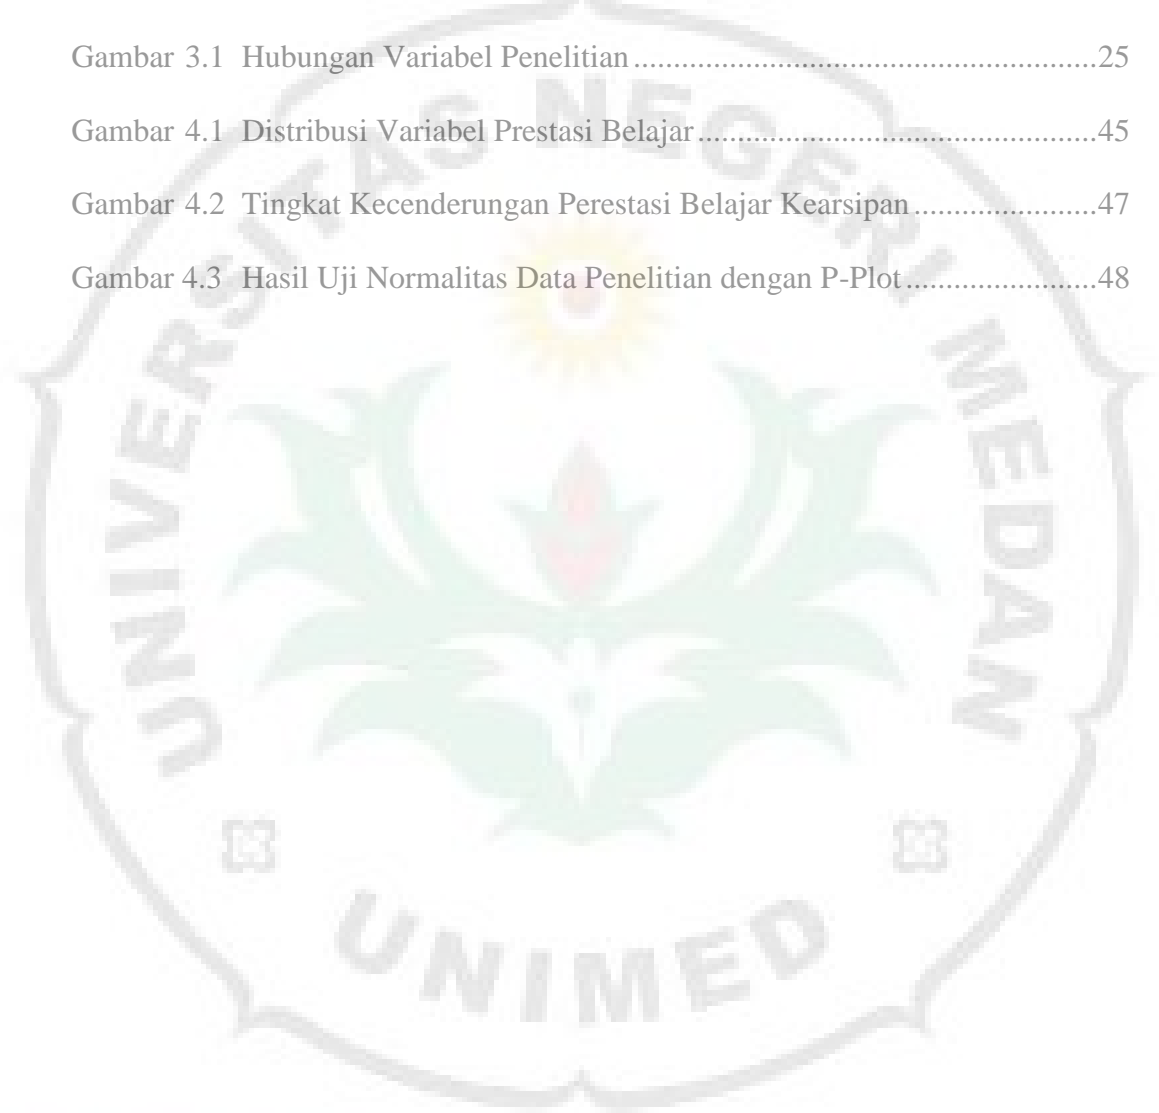 Gambar 3.1 Hubungan Variabel Penitian..........................................................25
Gambar 4.1 Distribusi Variabel Prestasi Belajar..................................................45
Gambar 4.2 Tingkat Kecenderungan Perestasi Belajar Kearsipan.......................47
Gambar 4.3 Hasil Uji Normalitas Data Penelitian dengan P-Plot........................48
UNIVERSITAS NEGERI MEDAN
UNIMED